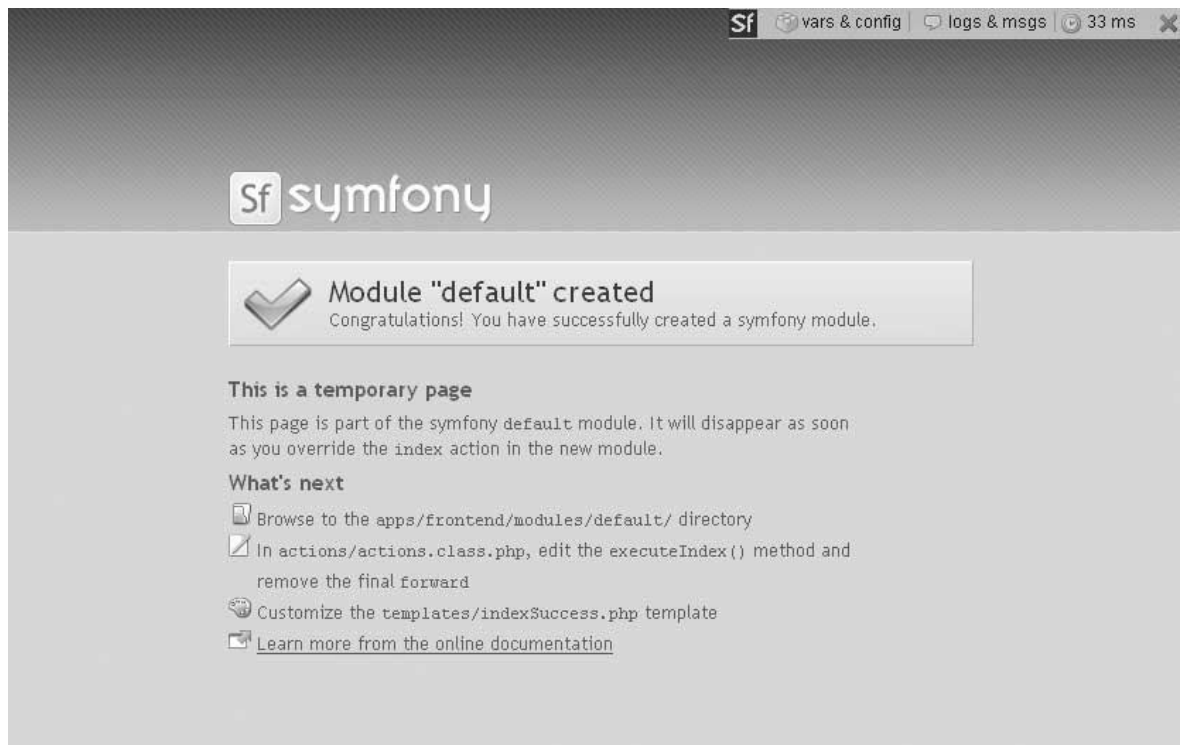 Sf vars & config logs & msgs 33 ms
Sf symfony
Module "default" created
Congratulations! You have successfully created a symfony module.
This is a temporary page
This page is part of the symfony default module. It will disappear as soon
as you override the index action in the new module.
What's next
Browse to the apps/frontend/modules/default/ directory
In actions/actions.class.php, edit the executeIndex() method and
remove the final forward
Customize the templates/indexSuccess.php template
Learn more from the online documentation